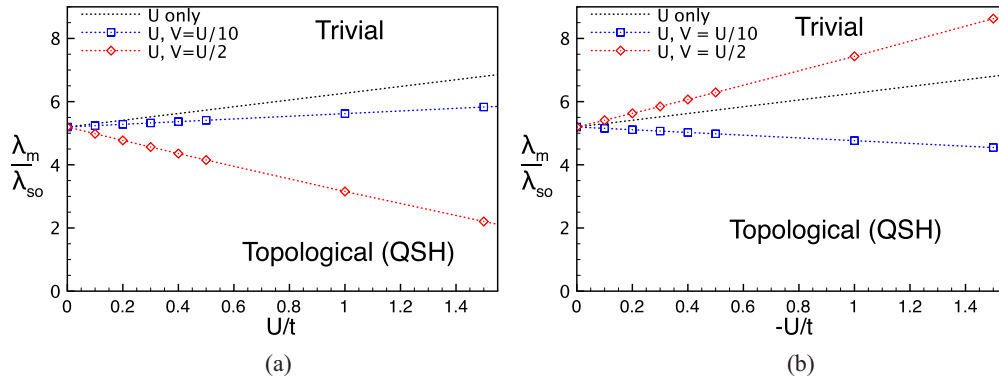 U only
U, V=U/10
U, V=U/2
Trivial
Topological (QSH)
λm
λso
8
6
4
2
0
0 0.2 0.4 0.6 0.8 1 1.2 1.4
U/t
(a)
U only
U, V = U/10
U, V = U/2
Trivial
Topological (QSH)
λm
λso
8
6
4
2
0
0 0.2 0.4 0.6 0.8 1 1.2 1.4
-U/t
(b)